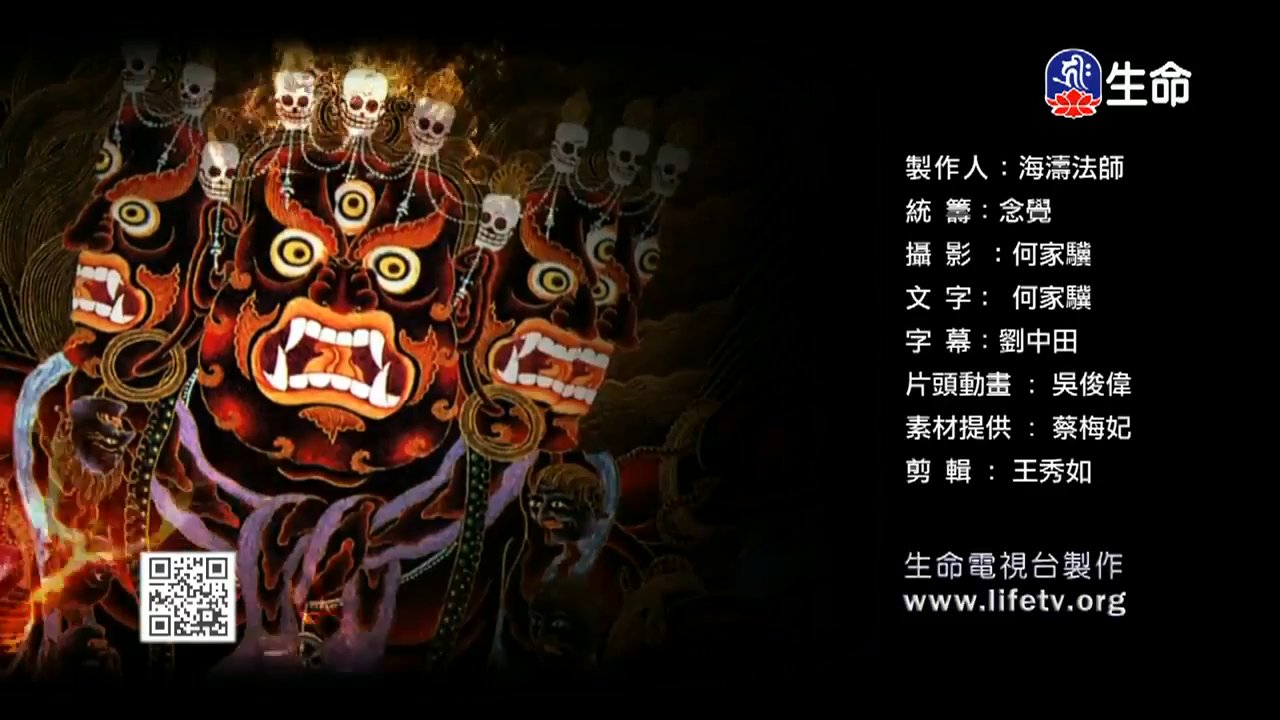 生命
製作人：海濤法師
統 籌：念覺
攝 影 ：何家驥
文 字： 何家驥
字 幕：劉中田
片頭動畫 ： 吳俊偉
素材提供 ： 蔡梅妃
剪 輯 ： 王秀如
生命電視台製作
www.lifetv.org